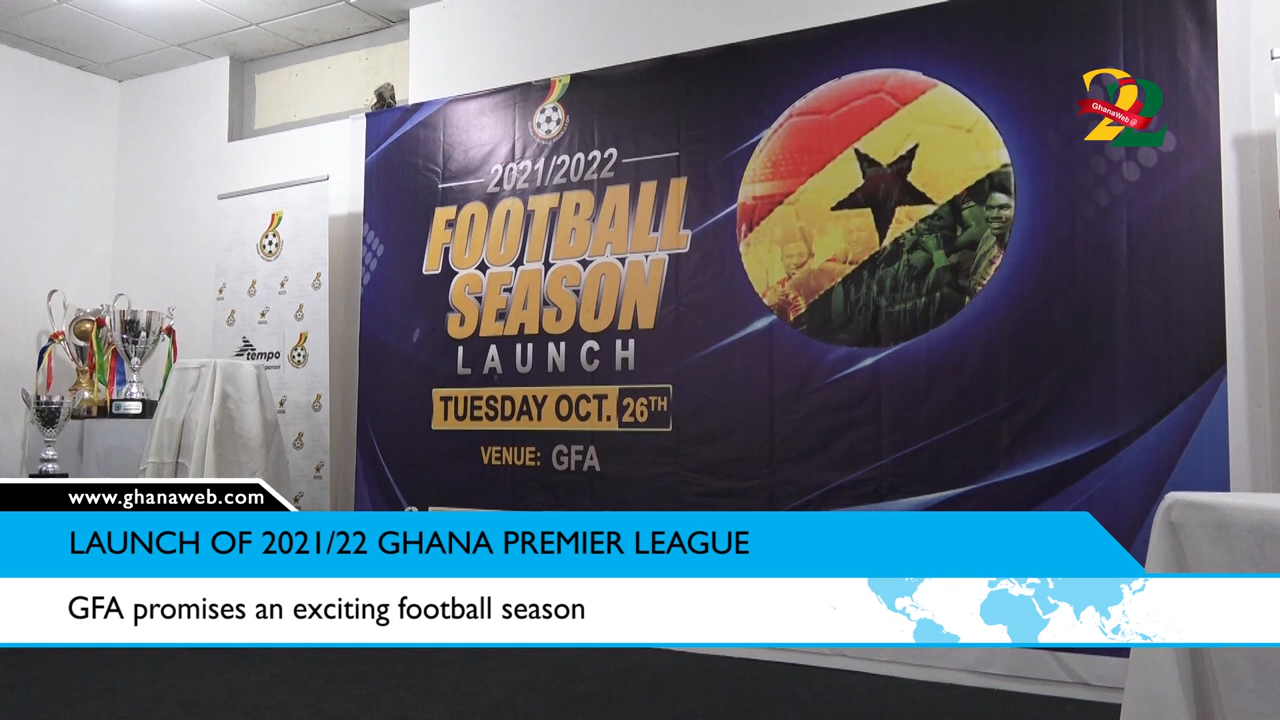 GhanaWeb @
22
2021/2022
FOOTBALL
SEASON
LAUNCH
TUESDAY OCT. 26TH
VENUE: GFA
tempo
www.ghanaweb.com
LAUNCH OF 2021/22 GHANA PREMIER LEAGUE
GFA promises an exciting football season